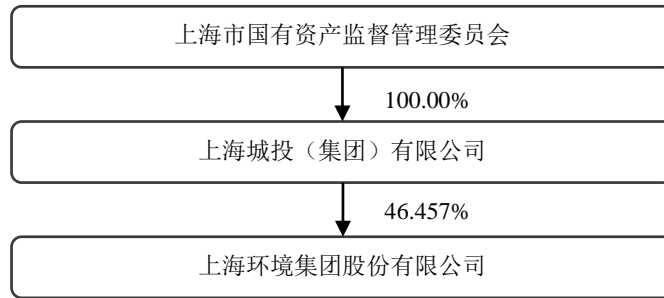 上海市国有资产监督管理委员会
100.00%
上海城投（集团）有限公司
46.457%
上海环境集团股份有限公司